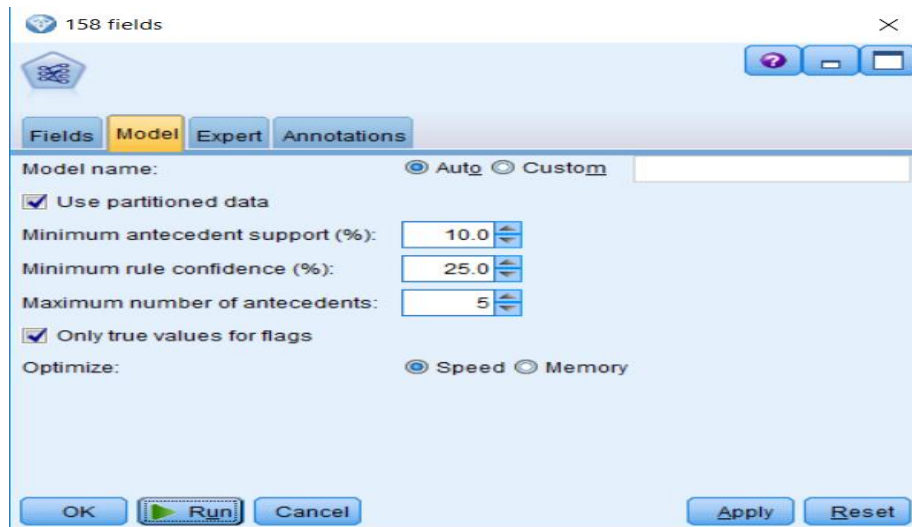 158 fields
Fields Model Expert Annotations
Model name: Auto Custom
Use partitioned data
Minimum antecedent support (%): 10.0
Minimum rule confidence (%): 25.0
Maximum number of antecedents: 5
Only true values for flags
Optimize: Speed Memory
OK Run Cancel Apply Reset